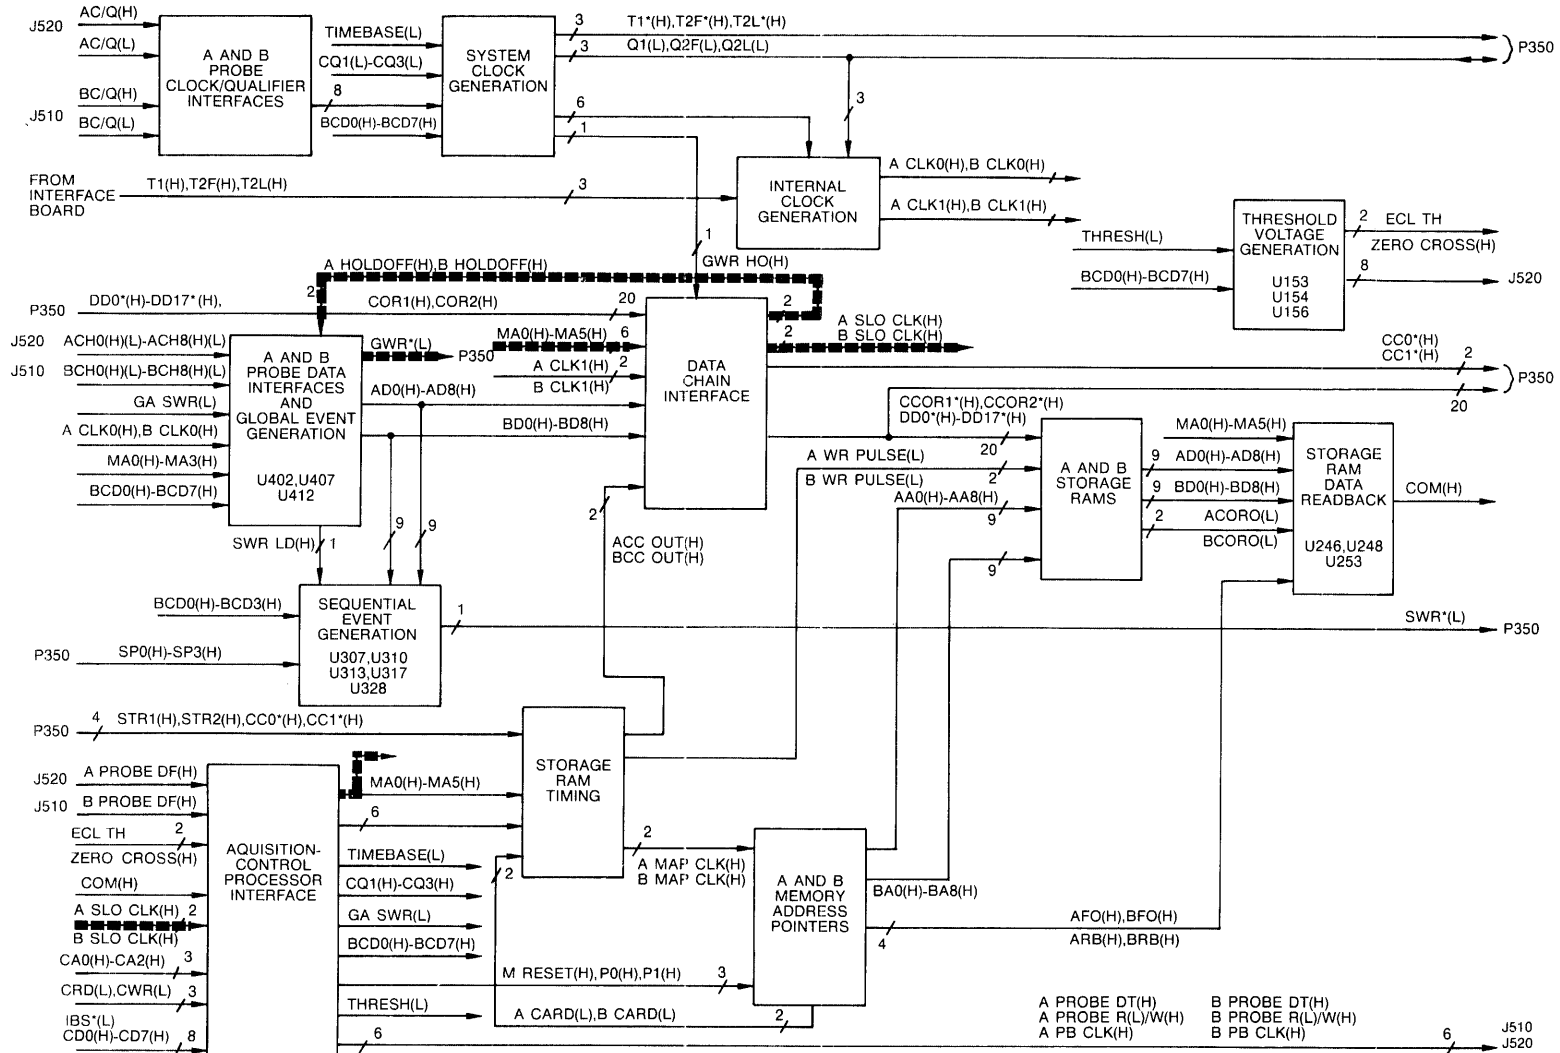 J520
AC/Q(H)
AC/Q(L)
J510
BC/Q(H)
BC/Q(L)
A AND B
PROBE
CLOCK/QUALIFIER
INTERFACES
8
TIMEBASE(L)
CQ1(L)-CQ3(L)
BCD0(H)-BCD7(H)
SYSTEM
CLOCK
GENERATION
3
T1*(H),T2F*(H),T2L*(H)
3
Q1(L),Q2F(L),Q2L(L)
P350
6
1
3
FROM
INTERFACE
BOARD
T1(H),T2F(H),T2L(H)
3
INTERNAL
CLOCK
GENERATION
A CLK0(H),B CLK0(H)
A CLK1(H),B CLK1(H)
THRESH(L)
BCD0(H)-BCD7(H)
THRESHOLD
VOLTAGE
GENERATION
U153
U154
U156
2
ECL TH
ZERO CROSS(H)
8
J520
1
GWR HO(H)
A HOLDOFF(H),B HOLDOFF(H)
2
P350
DD0*(H)-DD17*(H),
COR1(H),COR2(H)
20
J520
ACH0(H)(L)-ACH8(H)(L)
J510
BCH0(H)(L)-BCH8(H)(L)
GA SWR(L)
A CLK0(H),B CLK0(H)
MA0(H)-MA3(H)
BCD0(H)-BCD7(H)
A AND B
PROBE DATA
INTERFACES
AND
GLOBAL EVENT
GENERATION
U402,U407
U412
GWR*(L)
P350
MA0(H)-MA5(H)
6
A CLK1(H)
2
B CLK1(H)
AD0(H)-AD8(H)
BD0(H)-BD8(H)
DATA
CHAIN
INTERFACE
2
2
A SLO CLK(H)
B SLO CLK(H)
CC0*(H)
CC1*(H)
2
P350
20
CCOR1*(H),CCOR2*(H)
DD0*(H)-DD17*(H)
20
A WR PULSE(L)
B WR PULSE(L)
2
AA0(H)-AA8(H)
9
9
A AND B
STORAGE
RAMS
MA0(H)-MA5(H)
9
AD0(H)-AD8(H)
9
BD0(H)-BD8(H)
2
ACORO(L)
BCORO(L)
STORAGE
RAM
DATA
READBACK
U246,U248
U253
COM(H)
SWR LD(H)
1
9
9
2
ACC OUT(H)
BCC OUT(H)
BCD0(H)-BCD3(H)
P350
SP0(H)-SP3(H)
SEQUENTIAL
EVENT
GENERATION
U307,U310
U313,U317
U328
1
SWR*(L)
P350
P350
4
STR1(H),STR2(H),CC0*(H),CC1*(H)
STORAGE
RAM
TIMING
J520
A PROBE DF(H)
J510
B PROBE DF(H)
ECL TH
2
ZERO CROSS(H)
COM(H)
A SLO CLK(H)
2
B SLO CLK(H)
CA0(H)-CA2(H)
3
CRD(L),CWR(L)
3
IBS*(L)
CD0(H)-CD7(H)
8
AQUISITION-
CONTROL
PROCESSOR
INTERFACE
MA0(H)-MA5(H)
6
TIMEBASE(L)
CQ1(H)-CQ3(H)
GA SWR(L)
BCD0(H)-BCD7(H)
THRESH(L)
6
2
2
A MAP CLK(H)
B MAP CLK(H)
M RESET(H),P0(H),P1(H)
3
A CARD(L),B CARD(L)
2
A AND B
MEMORY
ADDRESS
POINTERS
BA0(H)-BA8(H)
4
AFO(H),BFO(H)
ARB(H),BRB(H)
A PROBE DT(H)
B PROBE DT(H)
A PROBE R(L)/W(H)
B PROBE R(L)/W(H)
A PB CLK(H)
B PB CLK(H)
6
J510
J520